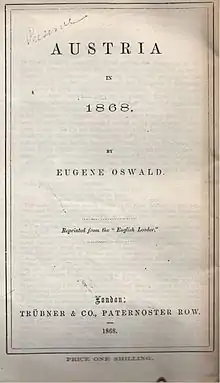 Preserve
AUSTRIA
IN
1868.
BY
EUGENE OSWALD.
Reprinted from the "English Leader."
London:
TRÜBNER & CO., PATERNOSTER ROW.
1868.
PRICE ONE SHILLING.